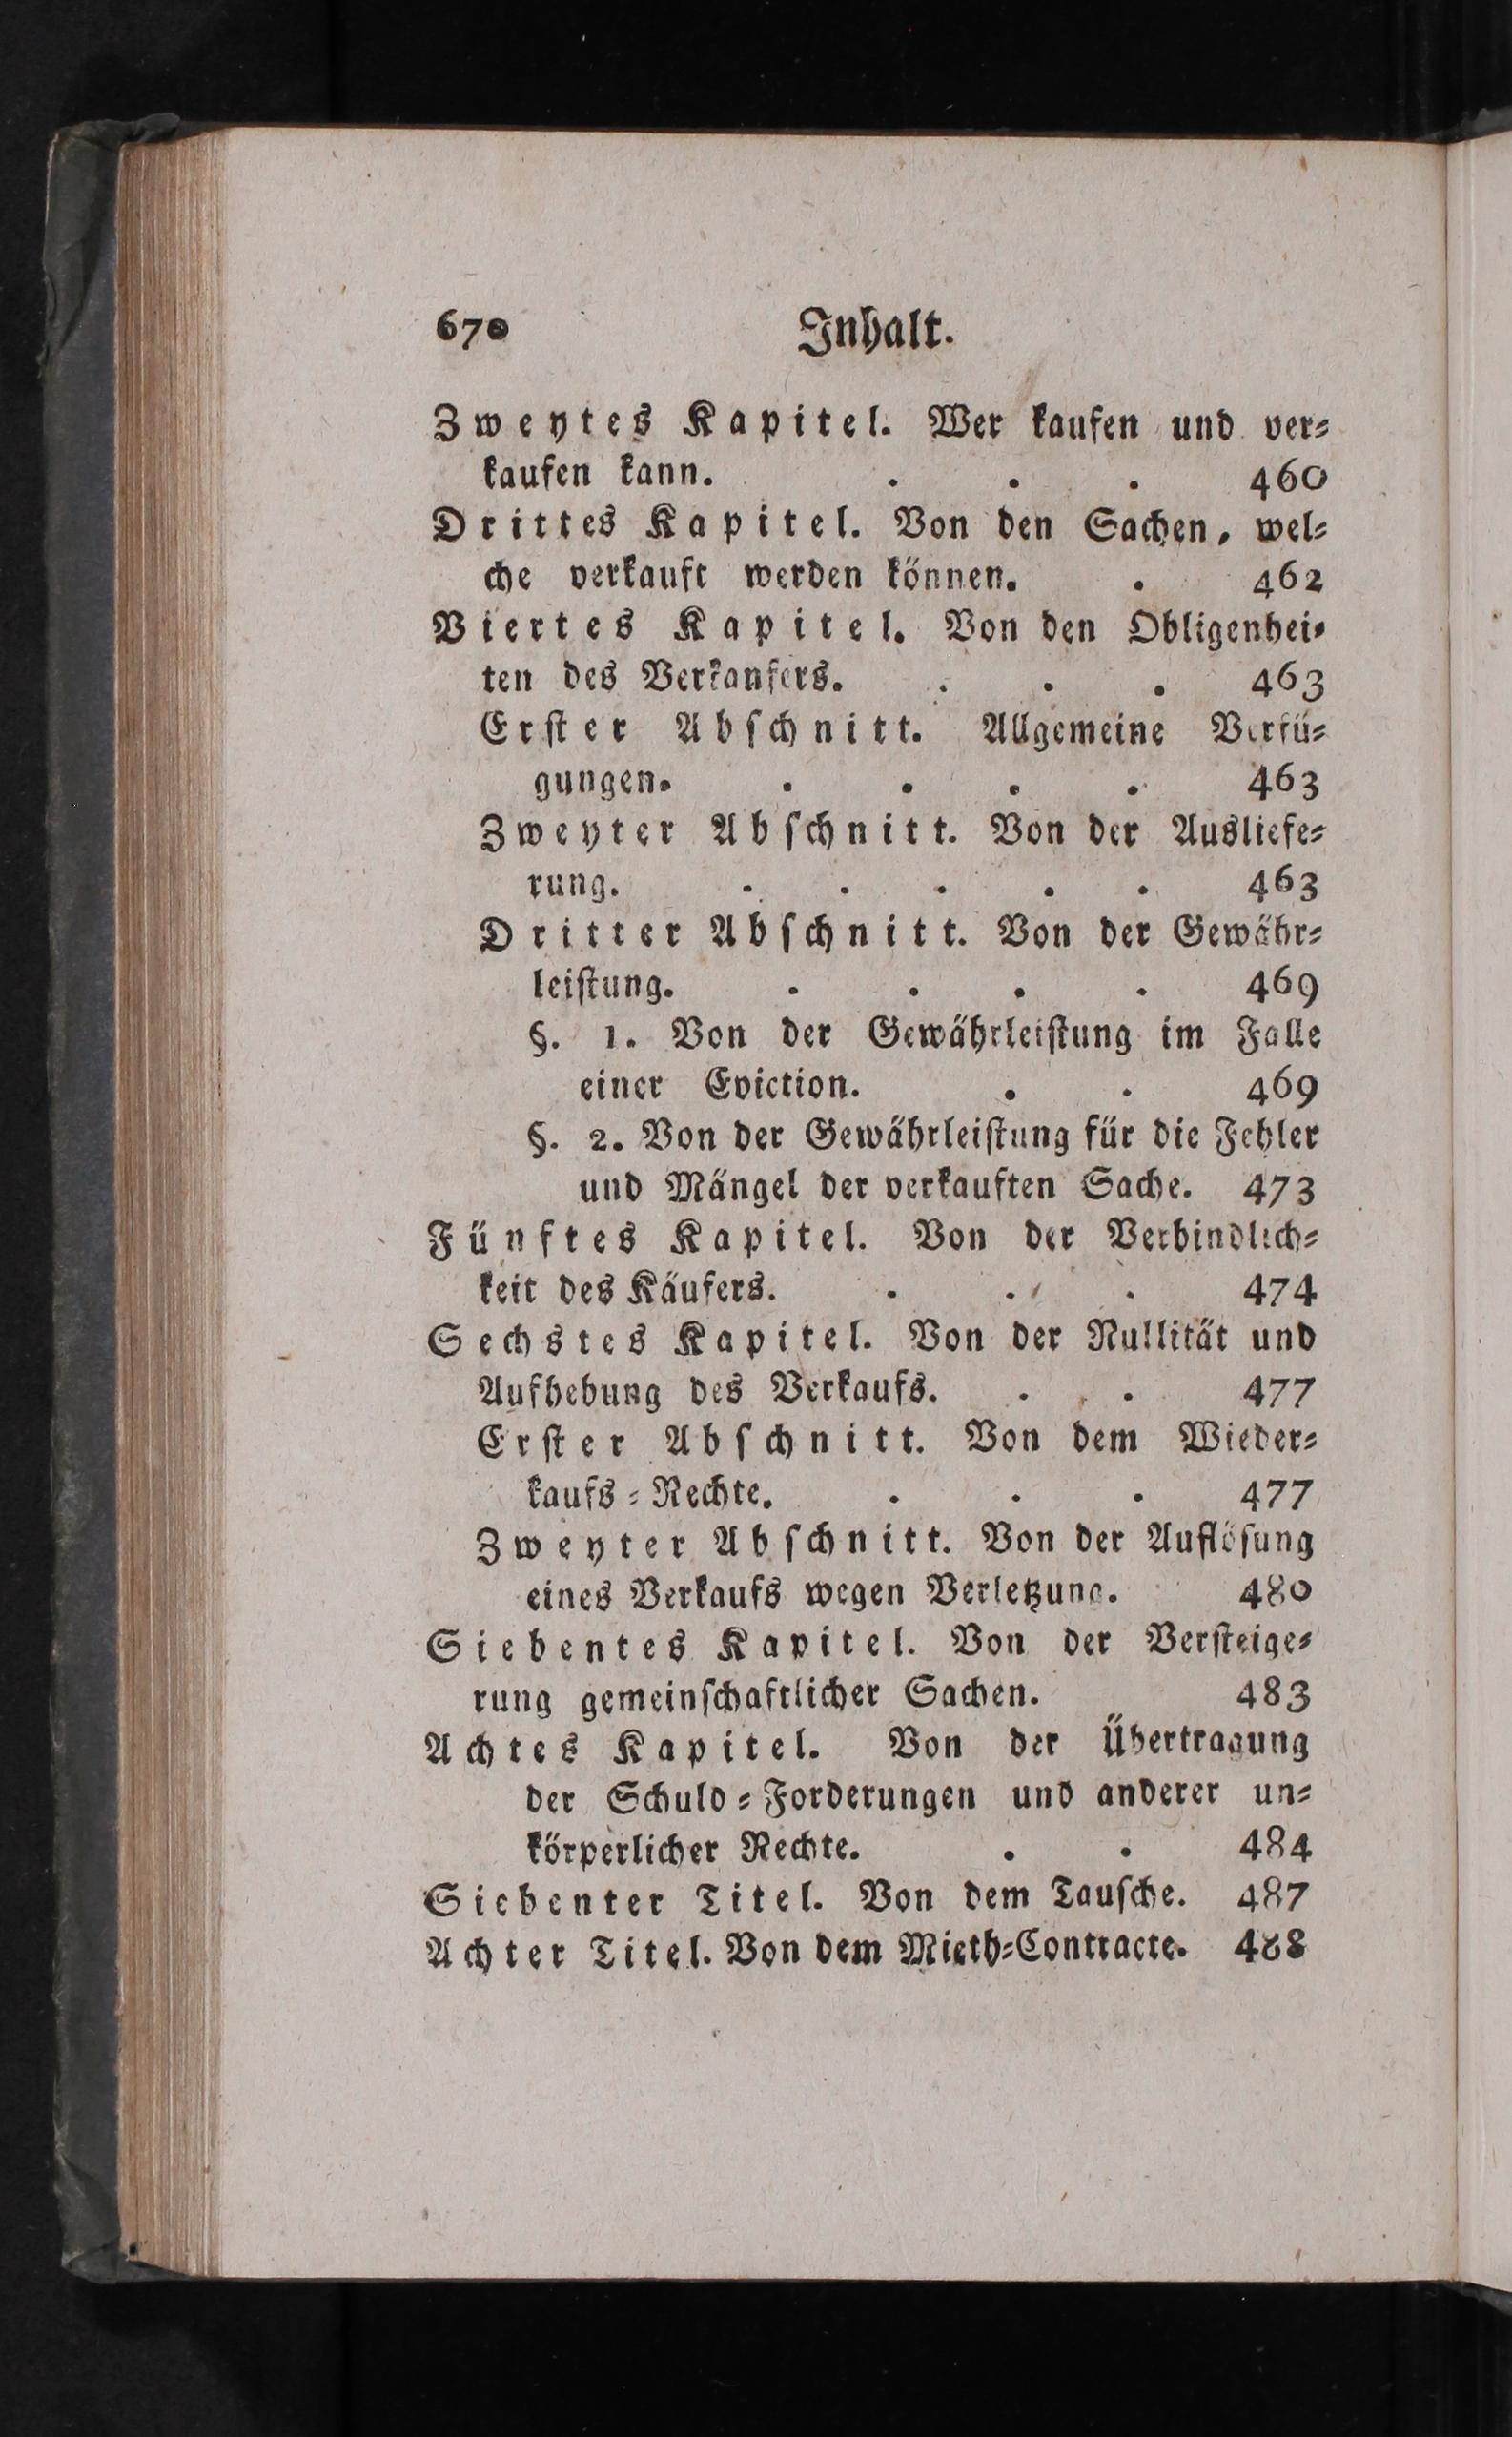 670 Inhalt.
Zweytes Kapitel. Wer kaufen und ver⸗
kaufen kann. . . . 460
Drittes Kapitel. Von den Sachen, wel⸗
che verkauft werden können. . 462
Viertes Kapitel. Von den Obligenhei⸗
ten des Verkanfers. . . . 463
Erſter Abſchnitt. Allgemeine Verfü⸗
gungen. . . . . 463
Zweyter Abſchnitt. Von der Ausliefe⸗
rung. . . . . . 463
Dritter Abſchnitt. Von der Gewähr⸗
leiſtung. . . . . 469
§. 1. Von der Gewährleiſtung im Falle
einer Eviction. . . 469
§. 2. Von der Gewährleiſtung für die Fehler
und Mängel der verkauften Sache. 473
Fünftes Kapitel. Von der Verbindlich⸗
keit des Käufers. . . . 474
Sechstes Kapitel. Von der Nullität und
Aufhebung des Verkaufs. . . 477
Erſter Abſchnitt. Von dem Wieder⸗
kaufs⸗Rechte. . . . 477
Zweyter Abſchnitt. Von der Auflöſung
eines Verkaufs wegen Verletzung. 480
Siebentes Kapitel. Von der Verſteige⸗
rung gemeinſchaftlicher Sachen. 483
Achtes Kapitel. Von der Übertragung
der Schuld⸗Forderungen und anderer un⸗
körperlicher Rechte. . . 484
Siebenter Titel. Von dem Tauſche. 487
Achter Titel. Von dem Mieth⸗Contracte. 488